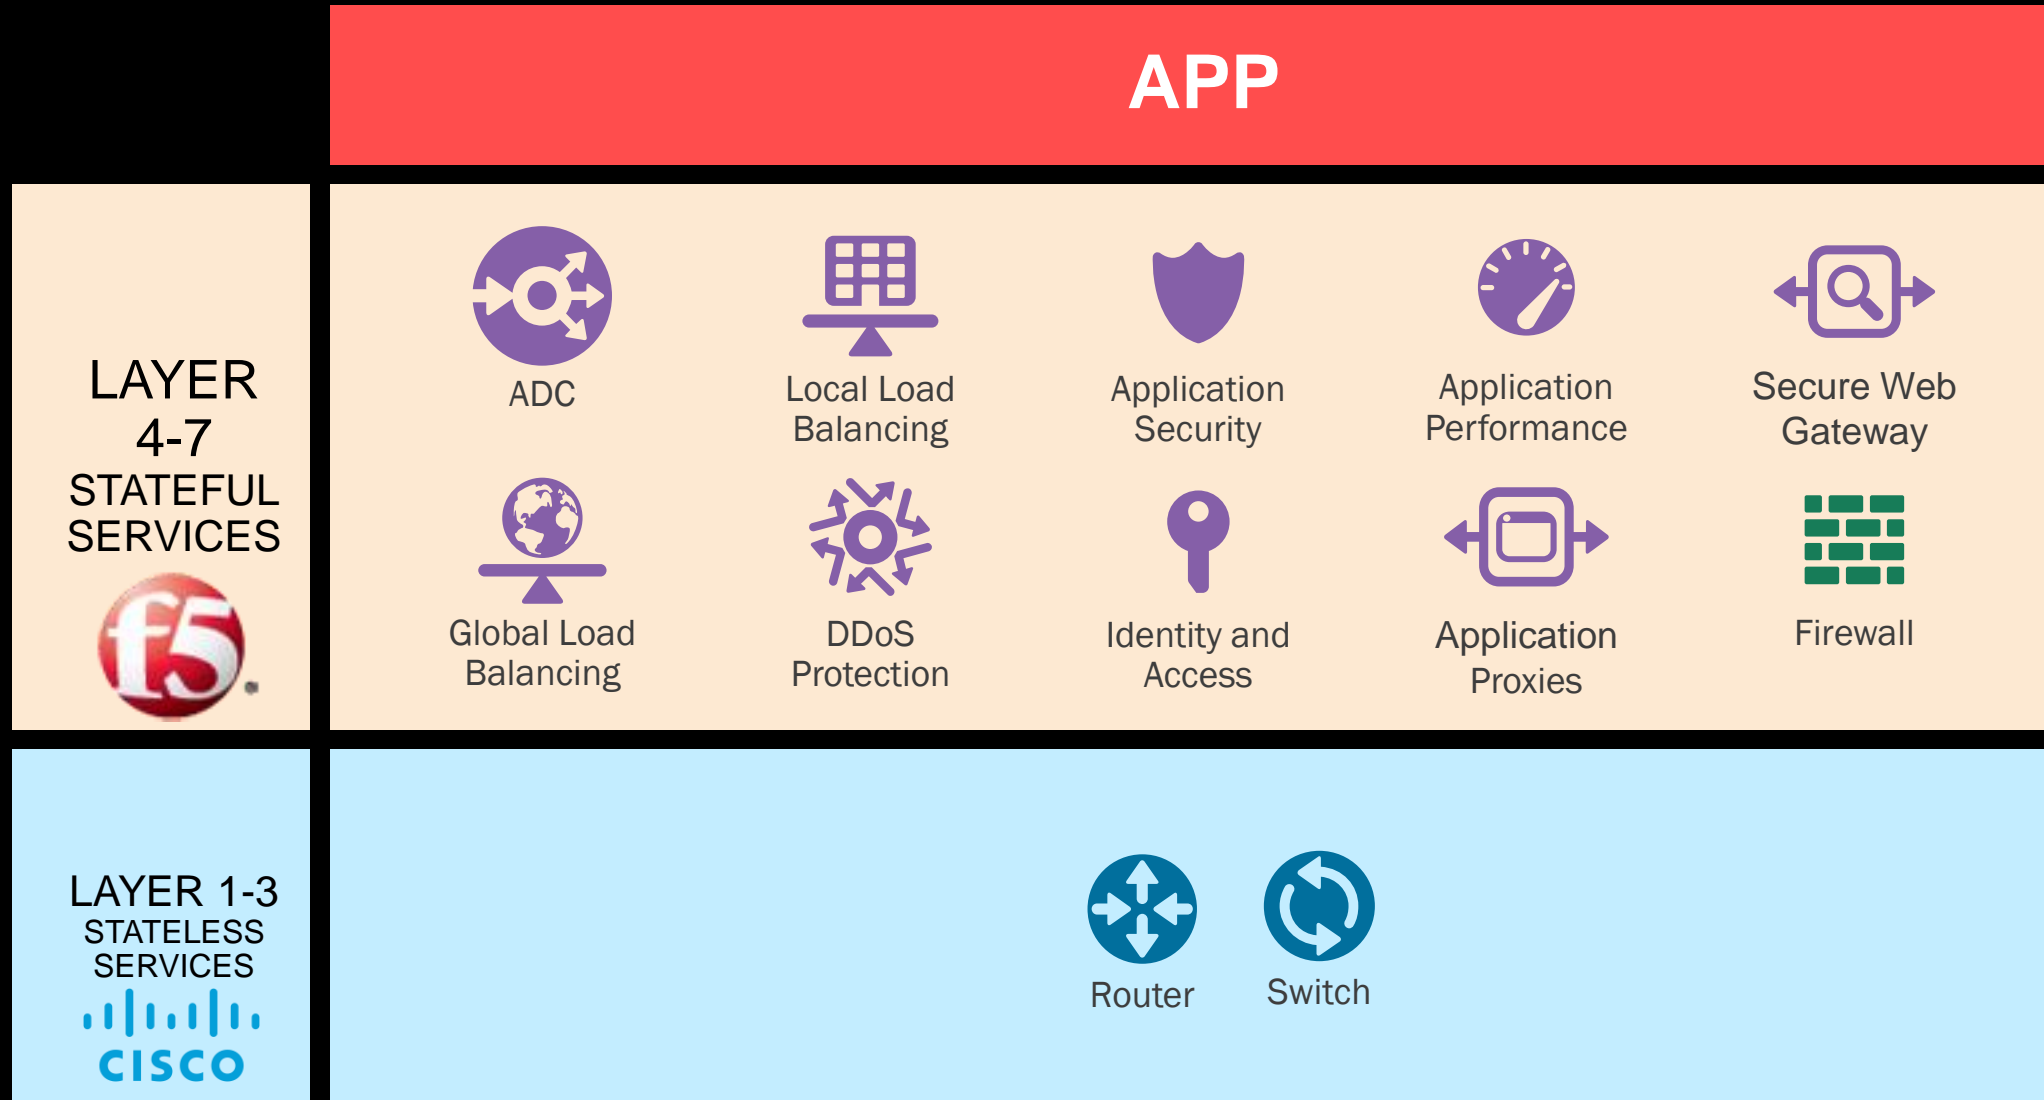 APP
LAYER
4-7
STATEFUL
SERVICES
f5.
ADC
Local Load
Balancing
Application
Security
Application
Performance
Secure Web
Gateway
Global Load
Balancing
DDoS
Protection
Identity and
Access
Application
Proxies
Firewall
LAYER 1-3
STATELESS
SERVICES
CISCO
Router
Switch